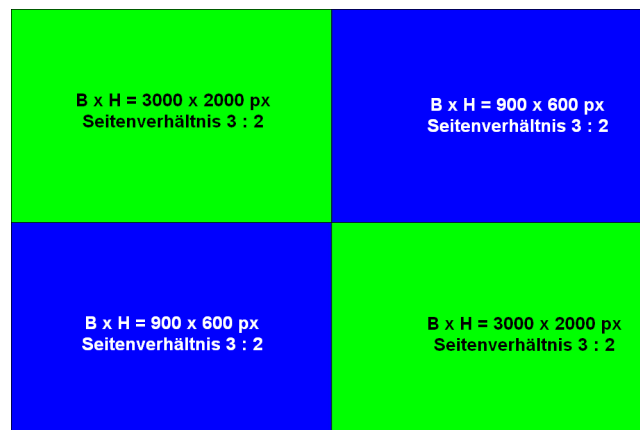 B x H = 3000 x 2000 px
Seitenverhältnis 3 : 2
B x H = 900 x 600 px
Seitenverhältnis 3 : 2
B x H = 900 x 600 px
Seitenverhältnis 3 : 2
B x H = 3000 x 2000 px
Seitenverhältnis 3 : 2